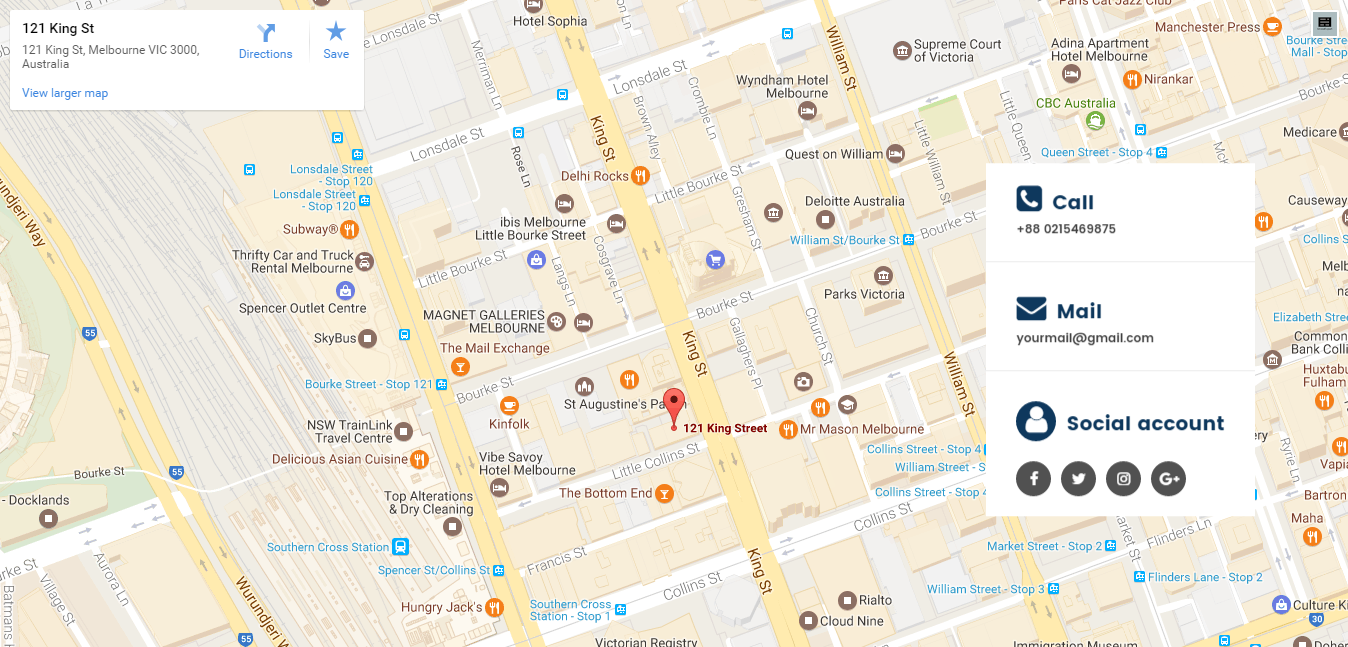 121 King St
121 King St, Melbourne VIC 3000,
Australia
Directions
Save
View larger map
Hotel Sophia
Merriman Ln
Lonsdale St
Lonsdale St
William St
Supreme Court
of Victoria
Paris Cat Jazz Club
Manchester Press
Adina Apartment
Hotel Melbourne
Bourke Stre
Mall - Stop
Nirankar
Wyndham Hotel
Melbourne
Crombie Ln
Brown Alley
King St
CBC Australia
Little Queen
Little William St
Medicare
Queen Street - Stop 4
Quest on William
Lonsdale St
Rose Ln
Lonsdale Street
- Stop 120
Lonsdale Street
- Stop 120
Delhi Rocks
Little Bourke St
Gresham St
Deloitte Australia
Wurundjeri Way
Subway®
ibis Melbourne
Little Bourke Street
William St/Bourke St
Bourke St
Causeway
Collins S
Thrifty Car and Truck
Rental Melbourne
Little Bourke St
Langs Ln
Cosgrave Ln
Spencer Outlet Centre
Parks Victoria
Bourke St
MAGNET GALLERIES
MELBOURNE
SkyBus
The Mail Exchange
King St
Gallaghers Pl
Church St
William St
Elizabeth Stre
Common
Bank Colli
Huxtabu
Fulham
55
Bourke Street - Stop 121
Bourke St
St Augustine's Pa
121 King Street
Mr Mason Melbourne
Kinfolk
NSW TrainLink
Travel Centre
Delicious Asian Cuisine
Vibe Savoy
Hotel Melbourne
Little Collins St
Collins Street - Stop 4
William Street - S
Collins Street - Stop 4
Bourke St
55
- Docklands
Top Alterations
& Dry Cleaning
The Bottom End
Collins St
Ryrie Ln
Vapia
Bartron
Maha
Call
+88 0215469875
Mail
yourmail@gmail.com
Social account
Southern Cross Station
Spencer St/Collins St
Francis St
King St
Collins St
Market Street - Stop 2
Flinders Ln
Flinders Lane - Stop 2
William Street - Stop 3
Aurora Ln
Village St
Batmans H
Wurundjeri W
Hungry Jack's
Southern Cross
Station - Stop 1
Rialto
Cloud Nine
Culture Ki
30
55
Victorian Registry
Immigration Museum
Doher